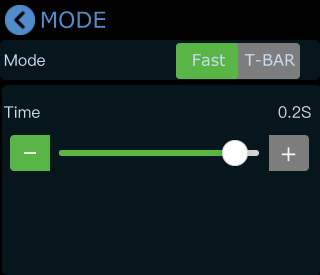 MODE
Mode Fast T-BAR
Time 0.2S
− +